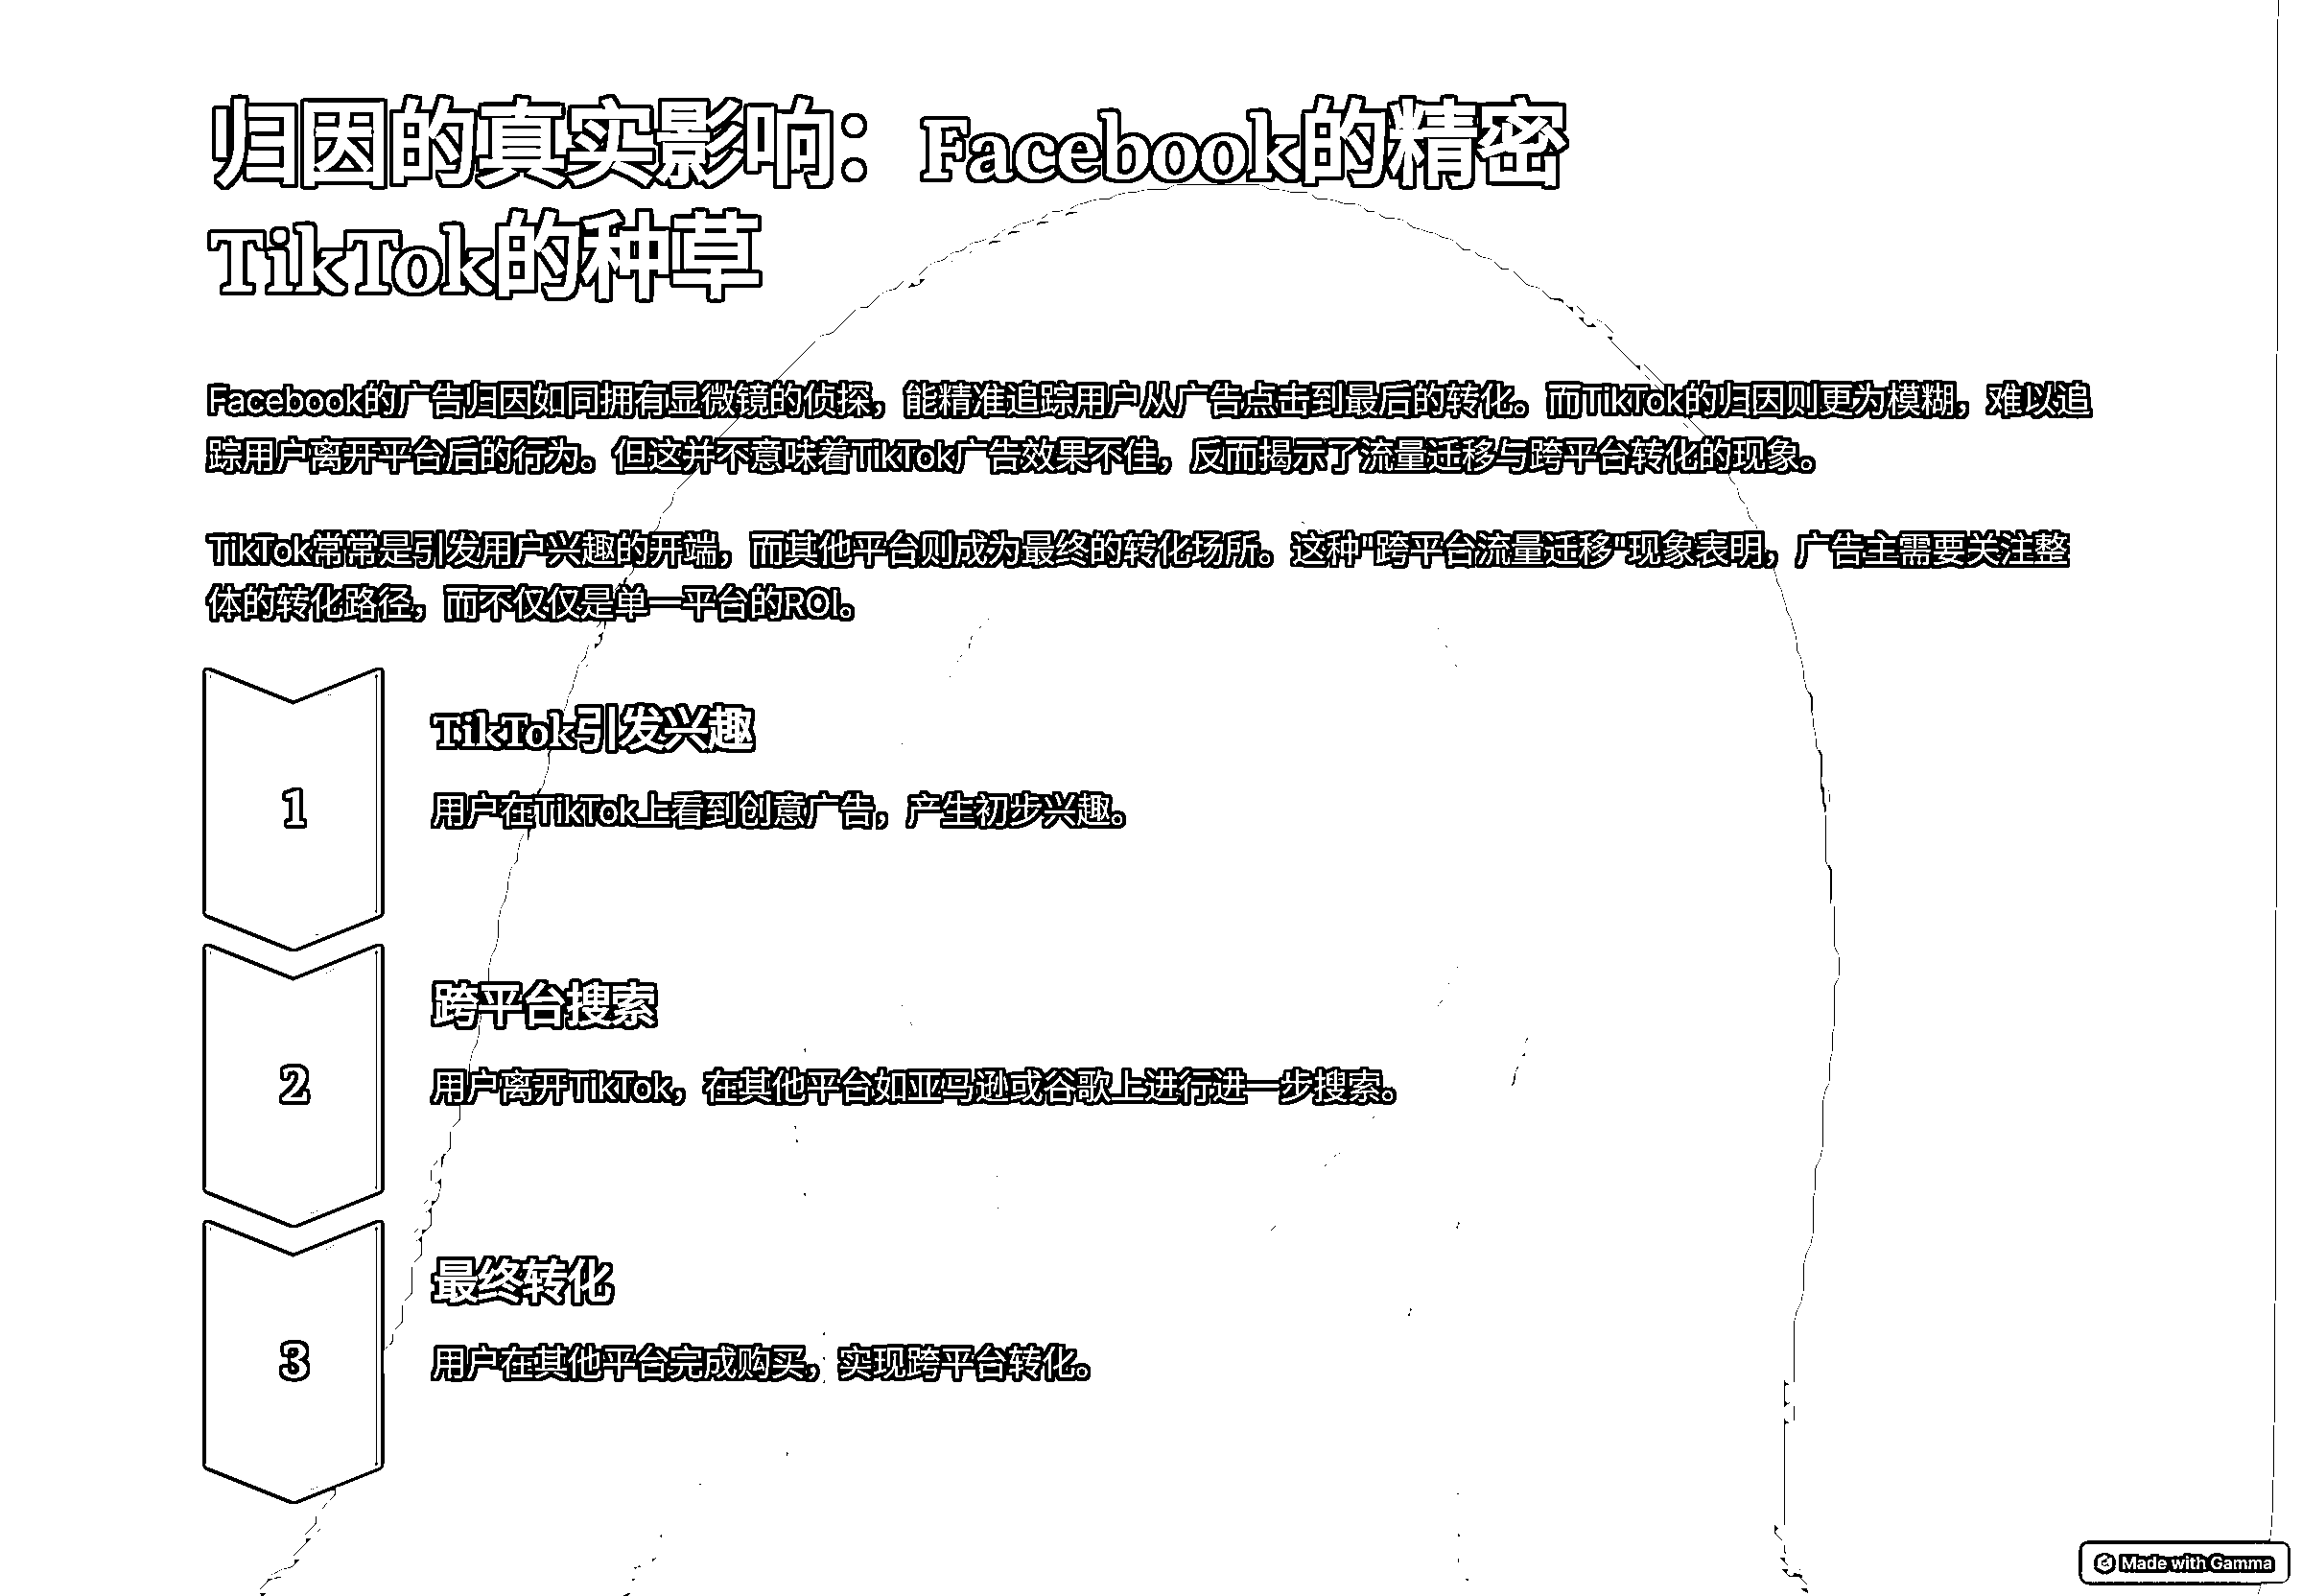 归因的真实影响：Facebook的精密
TikTok的种草
Facebook的广告归因如同拥有显微镜的侦探，能精准追踪用户从广告点击到最后的转化。而TikTok的归因则更为模糊，难以追
踪用户离开平台后的行为。但这并不意味着TikTok广告效果不佳，反而揭示了流量迁移与跨平台转化的现象。
TikTok常常是引发用户兴趣的开端，而其他平台则成为最终的转化场所。这种"跨平台流量迁移"现象表明，广告主需要关注整
体的转化路径，而不仅仅是单一平台的ROI。
1
TikTok引发兴趣
用户在TikTok上看到创意广告，产生初步兴趣。
2
跨平台搜索
用户离开TikTok，在其他平台如亚马逊或谷歌上进行进一步搜索。
3
最终转化
用户在其他平台完成购买，实现跨平台转化。
Made with Gamma